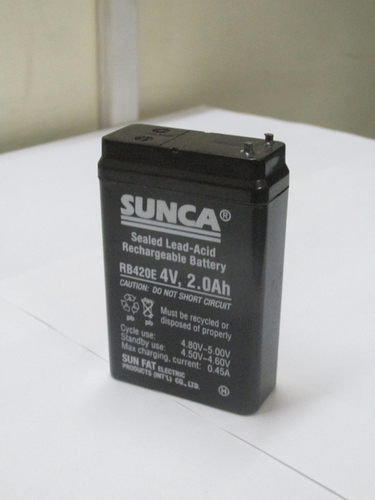 SUNCA®
Sealed Lead-Acid
Rechargeable Battery
RB420E 4V, 2.0Ah
CAUTION: DO NOT SHORT CIRCUIT
Must be recycled or
disposed of properly
pb pb
Cycle use: 4.80V-5.00V
Standby use: 4.50V-4.60V
Max charging, current: 0.45A
SUN FAT ELECTRIC
PRODUCTS (INT'L) CO., LTD.
H